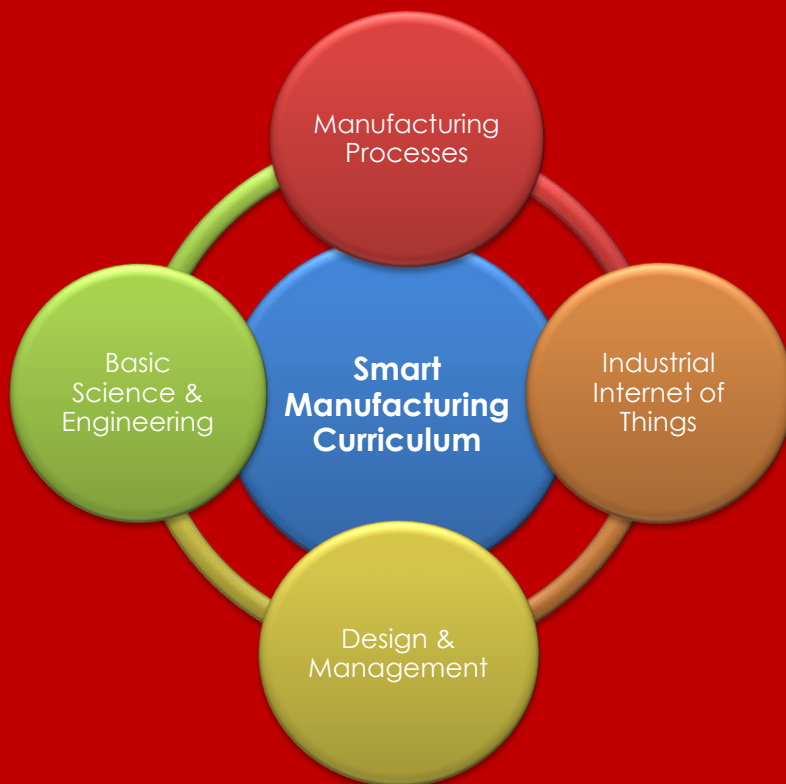 Manufacturing
Processes
Basic
Science &
Engineering
Smart
Manufacturing
Curriculum
Industrial
Internet of
Things
Design &
Management